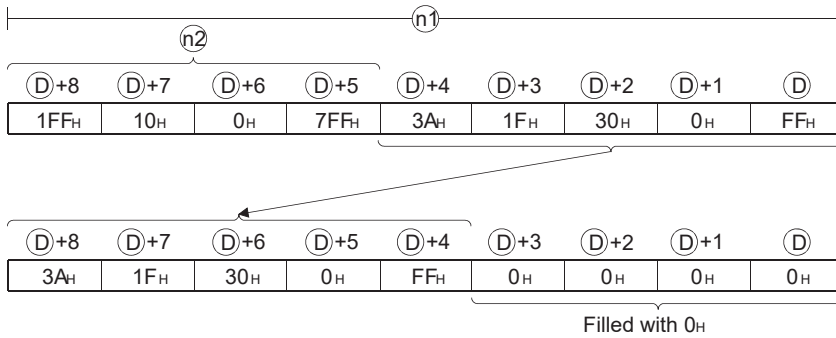 n1
n2
D+8 D+7 D+6 D+5 D+4 D+3 D+2 D+1 D
1FFH 10H 0H 7FFH 3AH 1FH 30H 0H FFH
D+8 D+7 D+6 D+5 D+4 D+3 D+2 D+1 D
3AH 1FH 30H 0H FFH 0H 0H 0H 0H
Filled with 0H